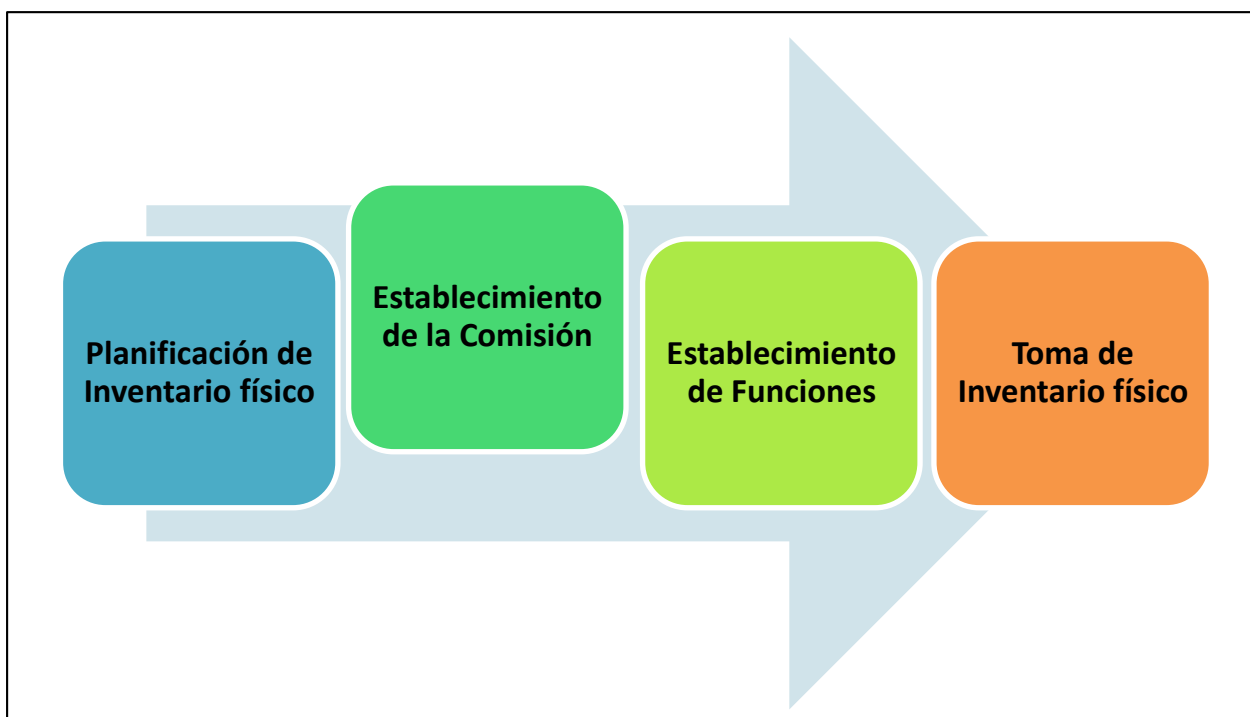 Planificación de
Inventario físico
Establecimiento
de la Comisión
Establecimiento
de Funciones
Toma de
Inventario físico